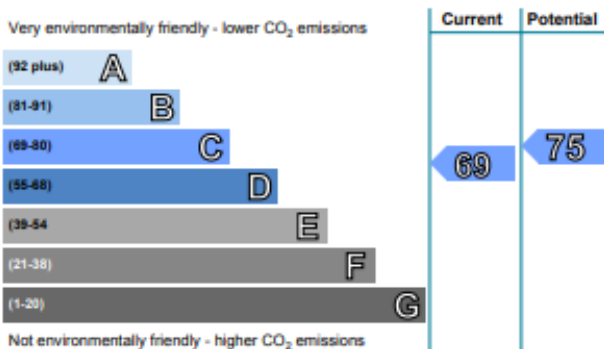 Very environmentally friendly - lower CO₂ emissions
Current
Potential
(92 plus) A
(81-91) B
(69-80) C
(55-68) D
(39-54 E
(21-38) F
(1-20) G
69
75
Not environmentally friendly - higher CO₂ emissions